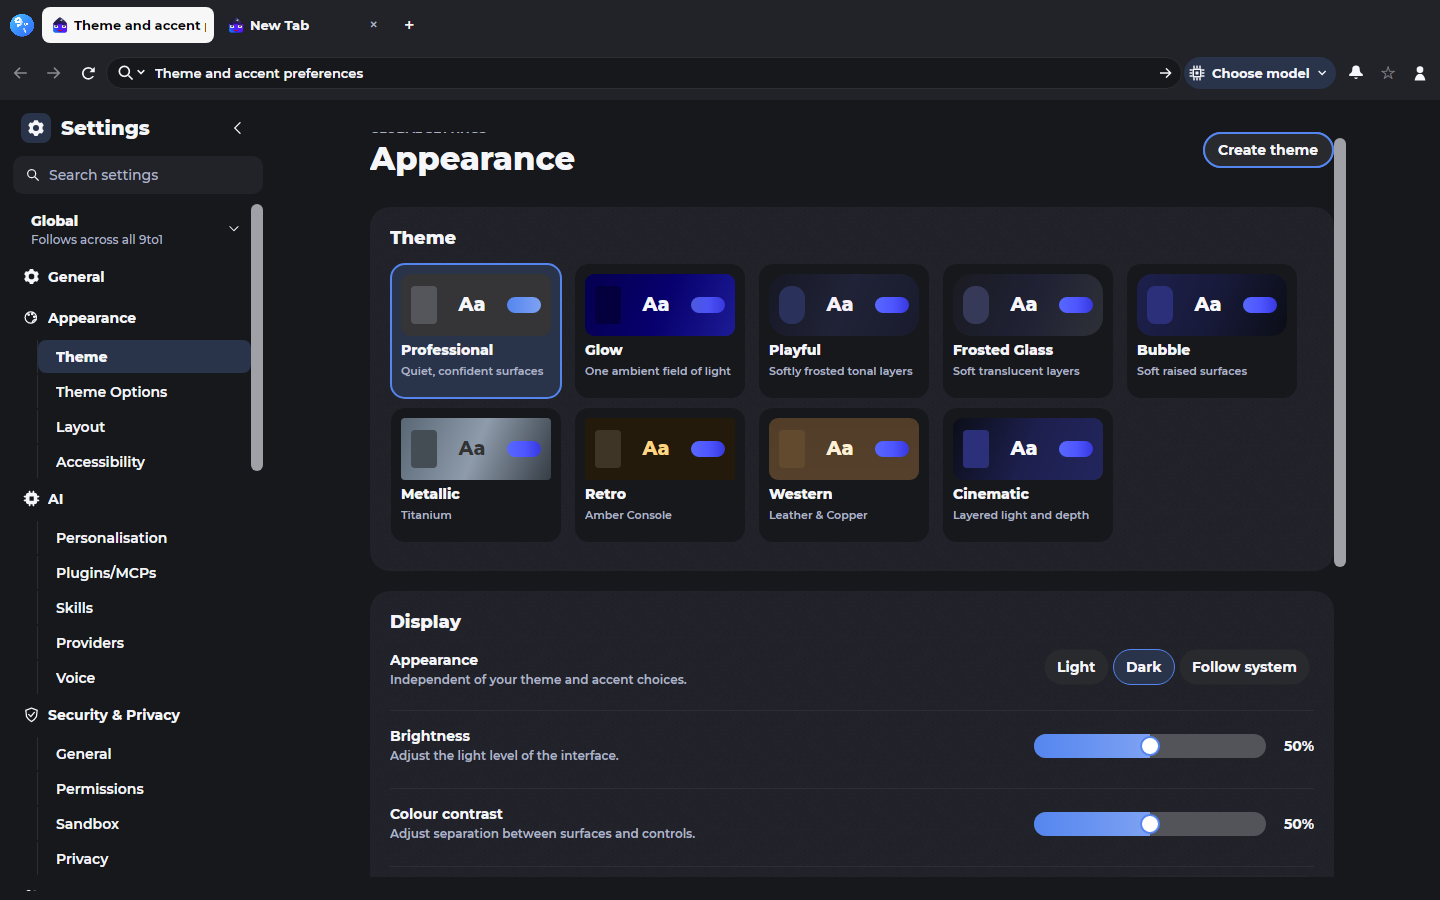 Theme and accent
New Tab
Theme and accent preferences
Choose model
Settings
Search settings
Global
Follows across all 9to1
General
Appearance
Theme
Theme Options
Layout
Accessibility
AI
Personalisation
Plugins/MCPs
Skills
Providers
Voice
Security & Privacy
General
Permissions
Sandbox
Privacy
Appearance
Create theme
Theme
Aa
Professional
Quiet, confident surfaces
Aa
Glow
One ambient field of light
Aa
Playful
Softly frosted tonal layers
Aa
Frosted Glass
Soft translucent layers
Aa
Bubble
Soft raised surfaces
Aa
Metallic
Titanium
Aa
Retro
Amber Console
Aa
Western
Leather & Copper
Aa
Cinematic
Layered light and depth
Display
Appearance
Independent of your theme and accent choices.
Light
Dark
Follow system
Brightness
Adjust the light level of the interface.
50%
Colour contrast
Adjust separation between surfaces and controls.
50%